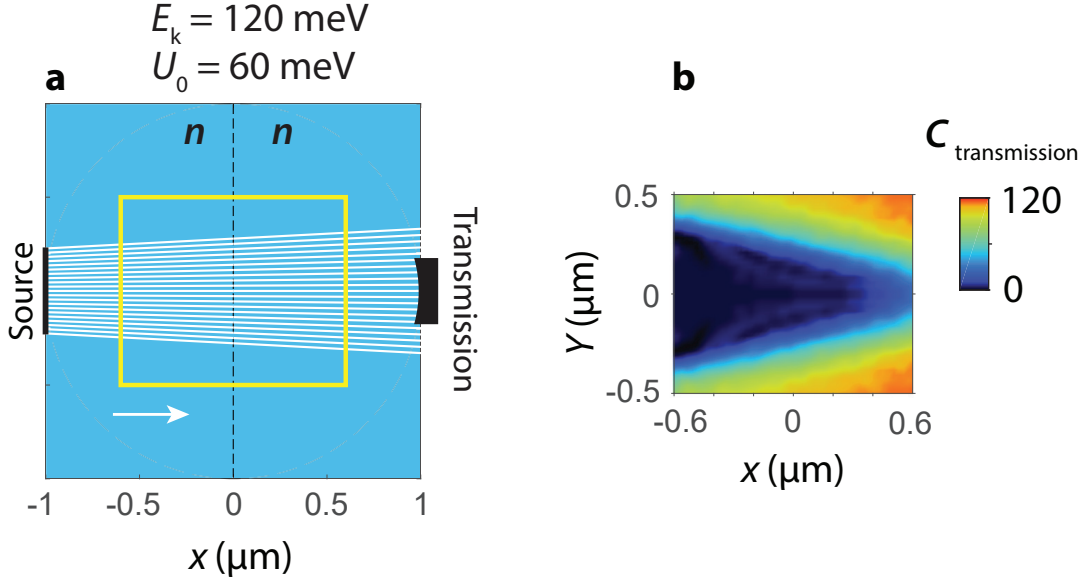 E_k = 120 meV
U_0 = 60 meV
a
n n
Source
Transmission
-1 -0.5 0 0.5 1
x (μm)
b
C transmission
120
0
0.5
0
-0.5
Y (μm)
-0.6 0 0.6
x (μm)